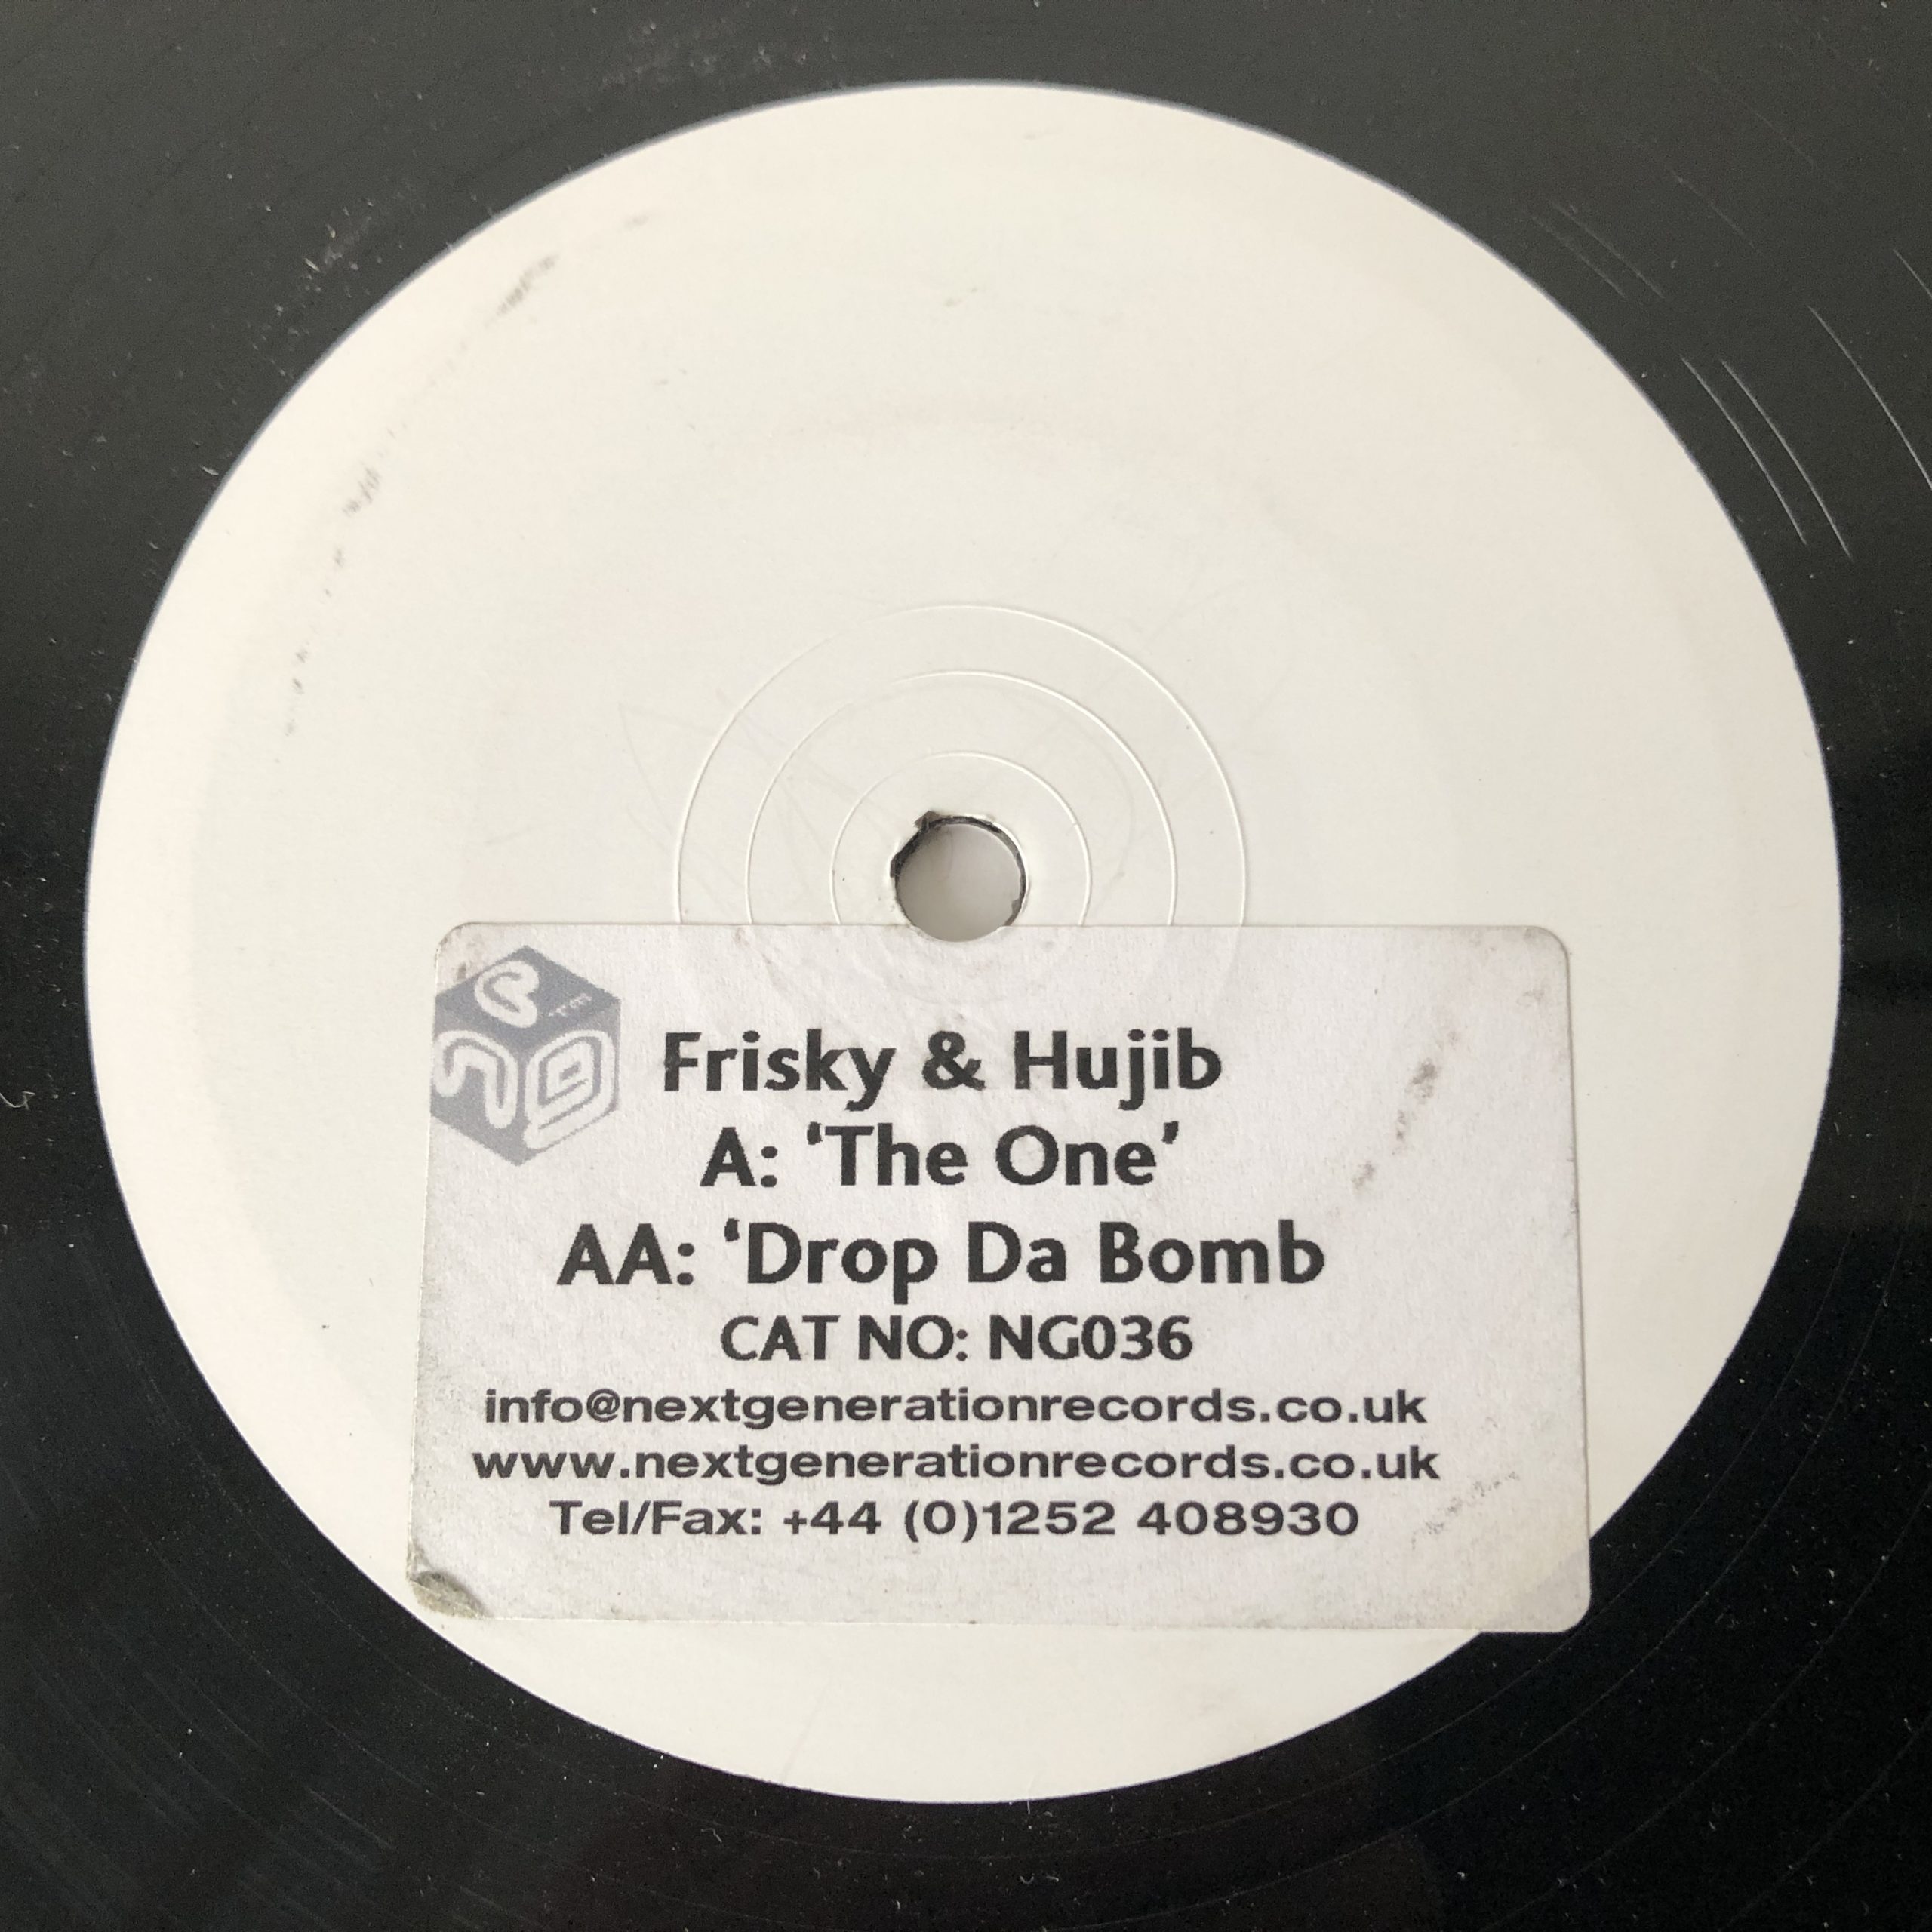 Frisky & Hujib
A: ‘The One’
AA: ‘Drop Da Bomb
CAT NO: NG036
info@nextgenerationrecords.co.uk
www.nextgenerationrecords.co.uk
Tel/Fax: +44 (0)1252 408930